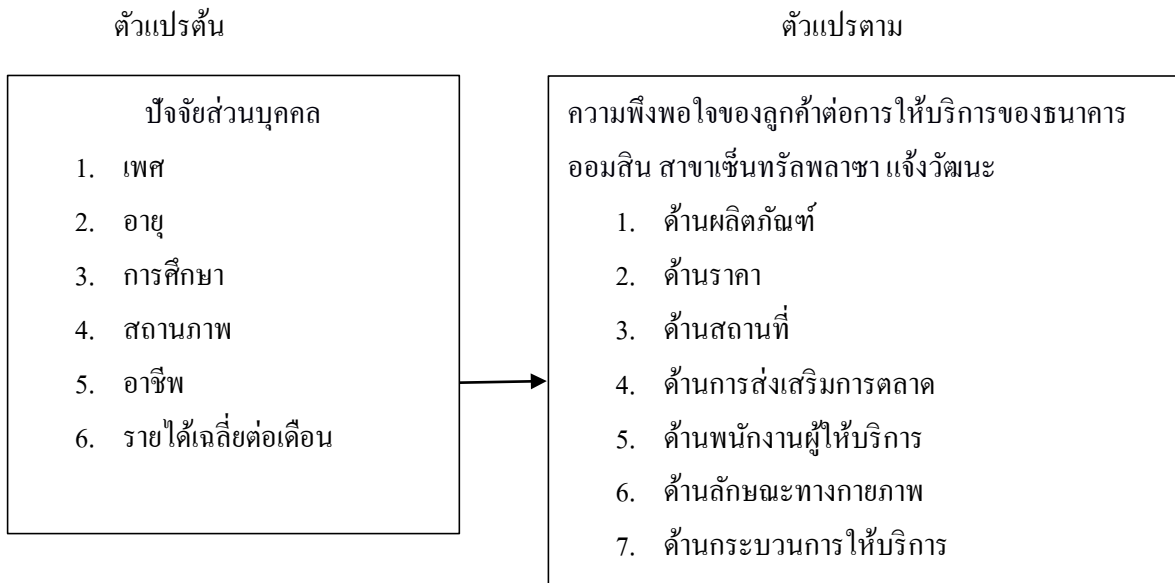 ตัวแปรต้น
ตัวแปรตาม
ปัจจัยส่วนบุคคล
1. เพศ
2. อายุ
3. การศึกษา
4. สถานภาพ
5. อาชีพ
6. รายได้เฉลี่ยต่อเดือน
ความพึงพอใจของลูกค้าต่อการให้บริการของธนาคาร
ออมสิน สาขาเซ็นทรัลพลาซา แจ้งวัฒนะ
1. ด้านผลิตภัณฑ์
2. ด้านราคา
3. ด้านสถานที่
4. ด้านการส่งเสริมการตลาด
5. ด้านพนักงานผู้ให้บริการ
6. ด้านลักษณะทางกายภาพ
7. ด้านกระบวนการให้บริการ